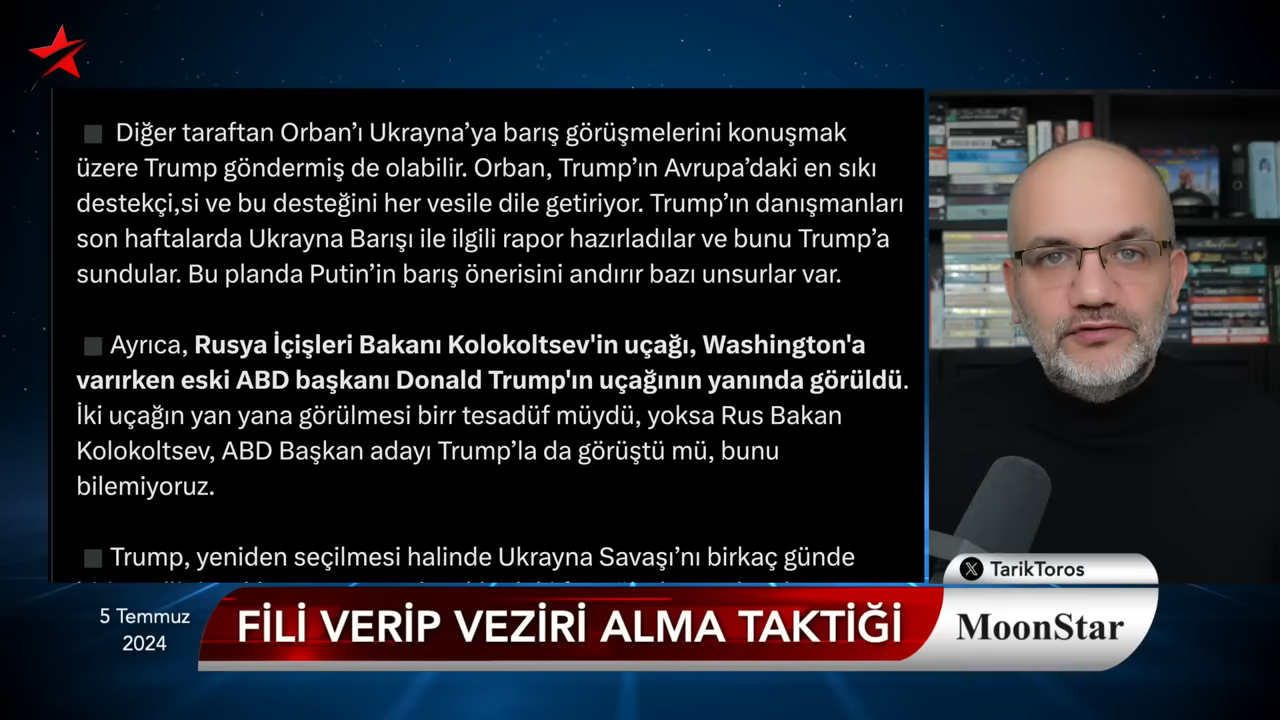 ◾ Diğer taraftan Orban’ı Ukrayna’ya barış görüşmelerini konuşmak
üzere Trump göndermiş de olabilir. Orban, Trump’ın Avrupa’daki en sıkı
destekçi,si ve bu desteğini her vesile dile getiriyor. Trump’ın danışmanları
son haftalarda Ukrayna Barışı ile ilgili rapor hazırladılar ve bunu Trump’a
sundular. Bu planda Putin’in barış önerisini andırır bazı unsurlar var.
◾ Ayrıca, Rusya İçişleri Bakanı Kolokoltsev'in uçağı, Washington'a
varırken eski ABD başkanı Donald Trump'ın uçağının yanında görüldü.
İki uçağın yan yana görülmesi birr tesadüf müydü, yoksa Rus Bakan
Kolokoltsev, ABD Başkan adayı Trump’la da görüştü mü, bunu
bilemiyoruz.
◾ Trump, yeniden seçilmesi halinde Ukrayna Savaşı’nı birkaç günde
X TarikToros
5 Temmuz
2024
FİLİ VERİP VEZİRİ ALMA TAKTİĞİ
MoonStar